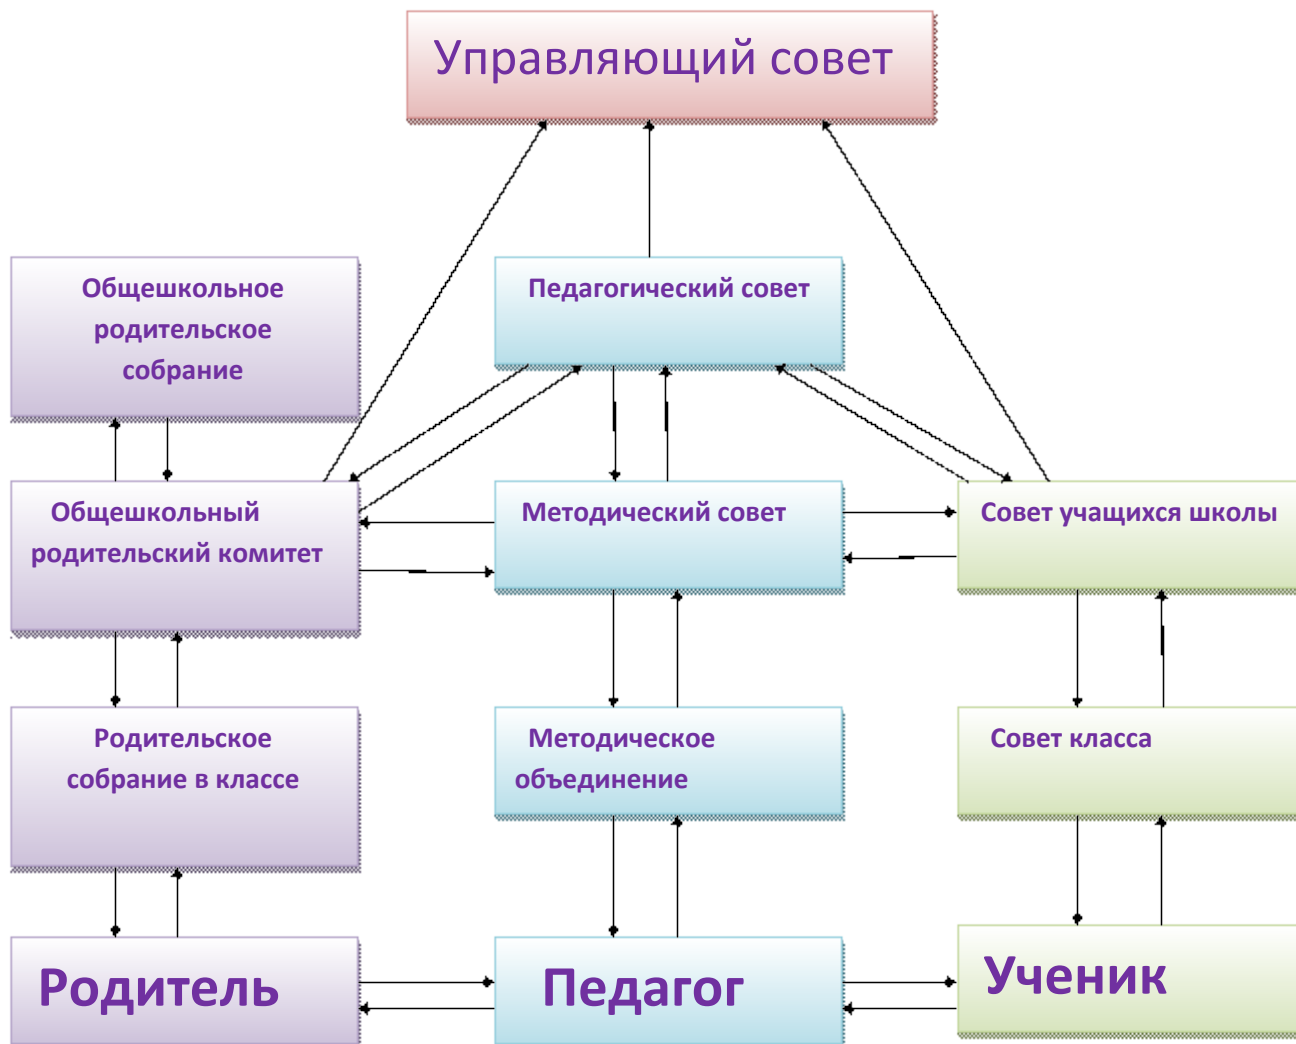 Управляющий совет
Общешкольное
родительское
собрание
Педагогический совет
Общешкольный
родительский комитет
Методический совет
Совет учащихся школы
Родительское
собрание в классе
Методическое
объединение
Совет класса
Родитель
Педагог
Ученик